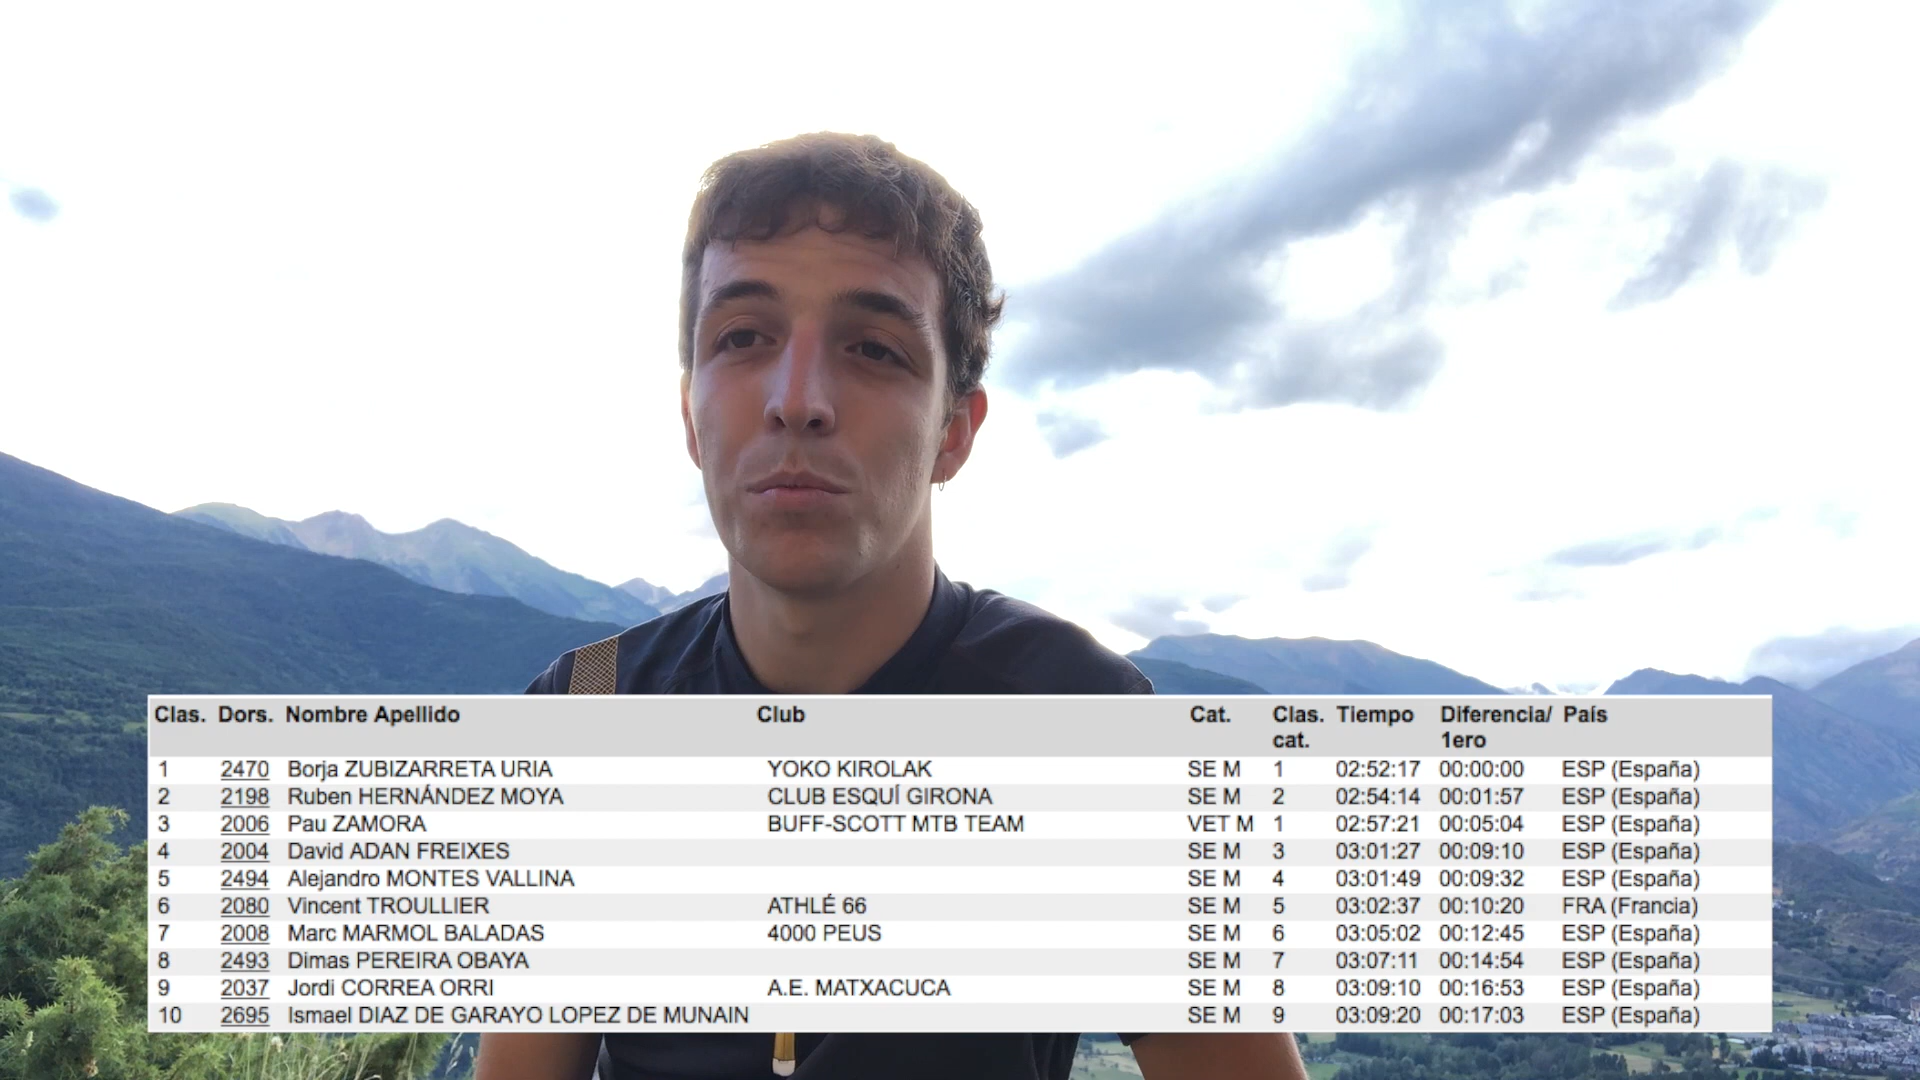 Clas. Dors. Nombre Apellido Club Cat. Clas. cat. Tiempo Diferencia/ 1ero País
1 2470 Borja ZUBIZARRETA URIA YOKO KIROLAK SE M 1 02:52:17 00:00:00 ESP (España)
2 2198 Ruben HERNÁNDEZ MOYA CLUB ESQUÍ GIRONA SE M 2 02:54:14 00:01:57 ESP (España)
3 2006 Pau ZAMORA BUFF-SCOTT MTB TEAM VET M 1 02:57:21 00:05:04 ESP (España)
4 2004 David ADAN FREIXES SE M 3 03:01:27 00:09:10 ESP (España)
5 2494 Alejandro MONTES VALLINA SE M 4 03:01:49 00:09:32 ESP (España)
6 2080 Vincent TROULLIER ATHLÉ 66 SE M 5 03:02:37 00:10:20 FRA (Francia)
7 2008 Marc MARMOL BALADAS 4000 PEUS SE M 6 03:05:02 00:12:45 ESP (España)
8 2493 Dimas PEREIRA OBAYA SE M 7 03:07:11 00:14:54 ESP (España)
9 2037 Jordi CORREA ORRI A.E. MATXACUCA SE M 8 03:09:10 00:16:53 ESP (España)
10 2695 Ismael DIAZ DE GARAYO LOPEZ DE MUNAIN SE M 9 03:09:20 00:17:03 ESP (España)